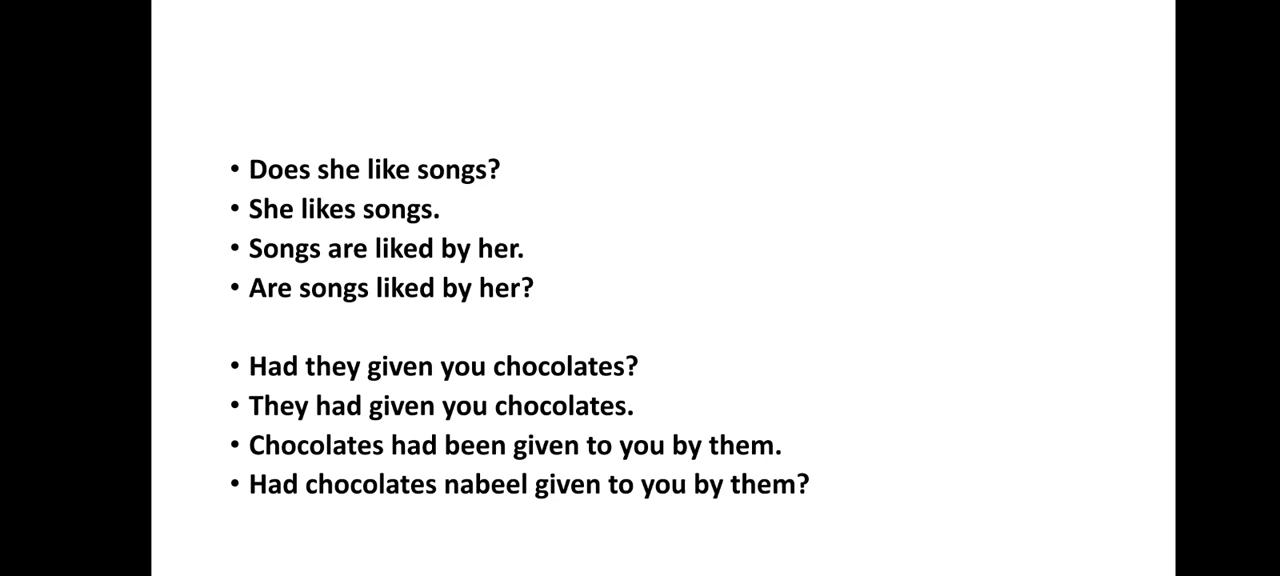 • Does she like songs?
• She likes songs.
• Songs are liked by her.
• Are songs liked by her?
• Had they given you chocolates?
• They had given you chocolates.
• Chocolates had been given to you by them.
• Had chocolates nabeel given to you by them?